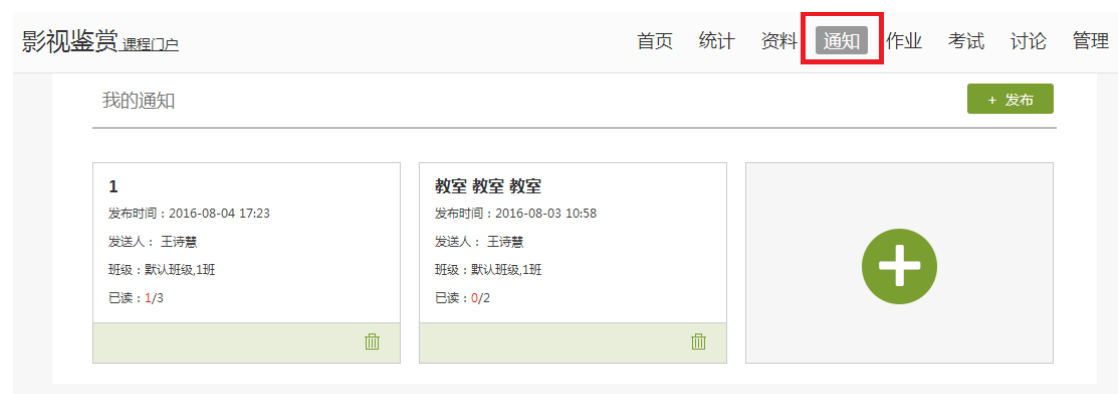 影视鉴赏 课程门户 首页 统计 资料 通知 作业 考试 讨论 管理
我的通知 + 发布
1
发布时间：2016-08-04 17:23
发送人： 王诗慧
班级：默认班级,1班
已读：1/3
教室 教室 教室
发布时间：2016-08-03 10:58
发送人： 王诗慧
班级：默认班级,1班
已读：0/2